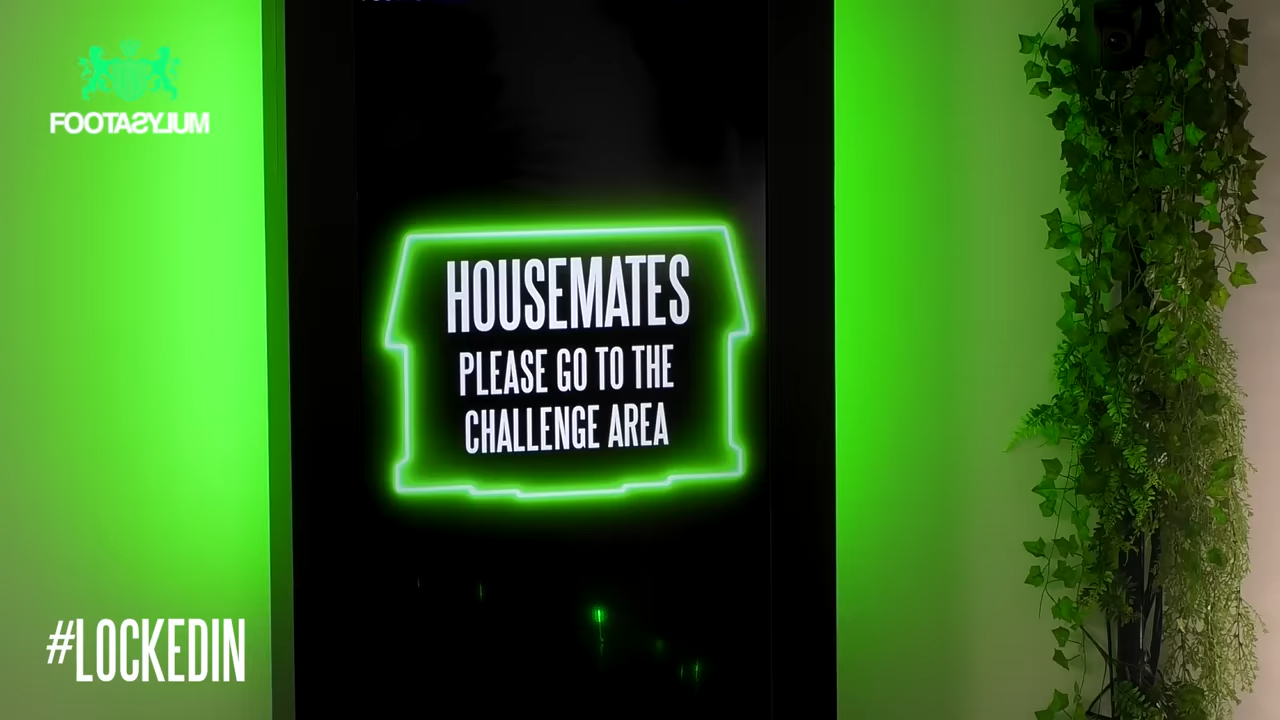 FOOTASYLUM
HOUSEMATES
PLEASE GO TO THE
CHALLENGE AREA
#LOCKEDIN